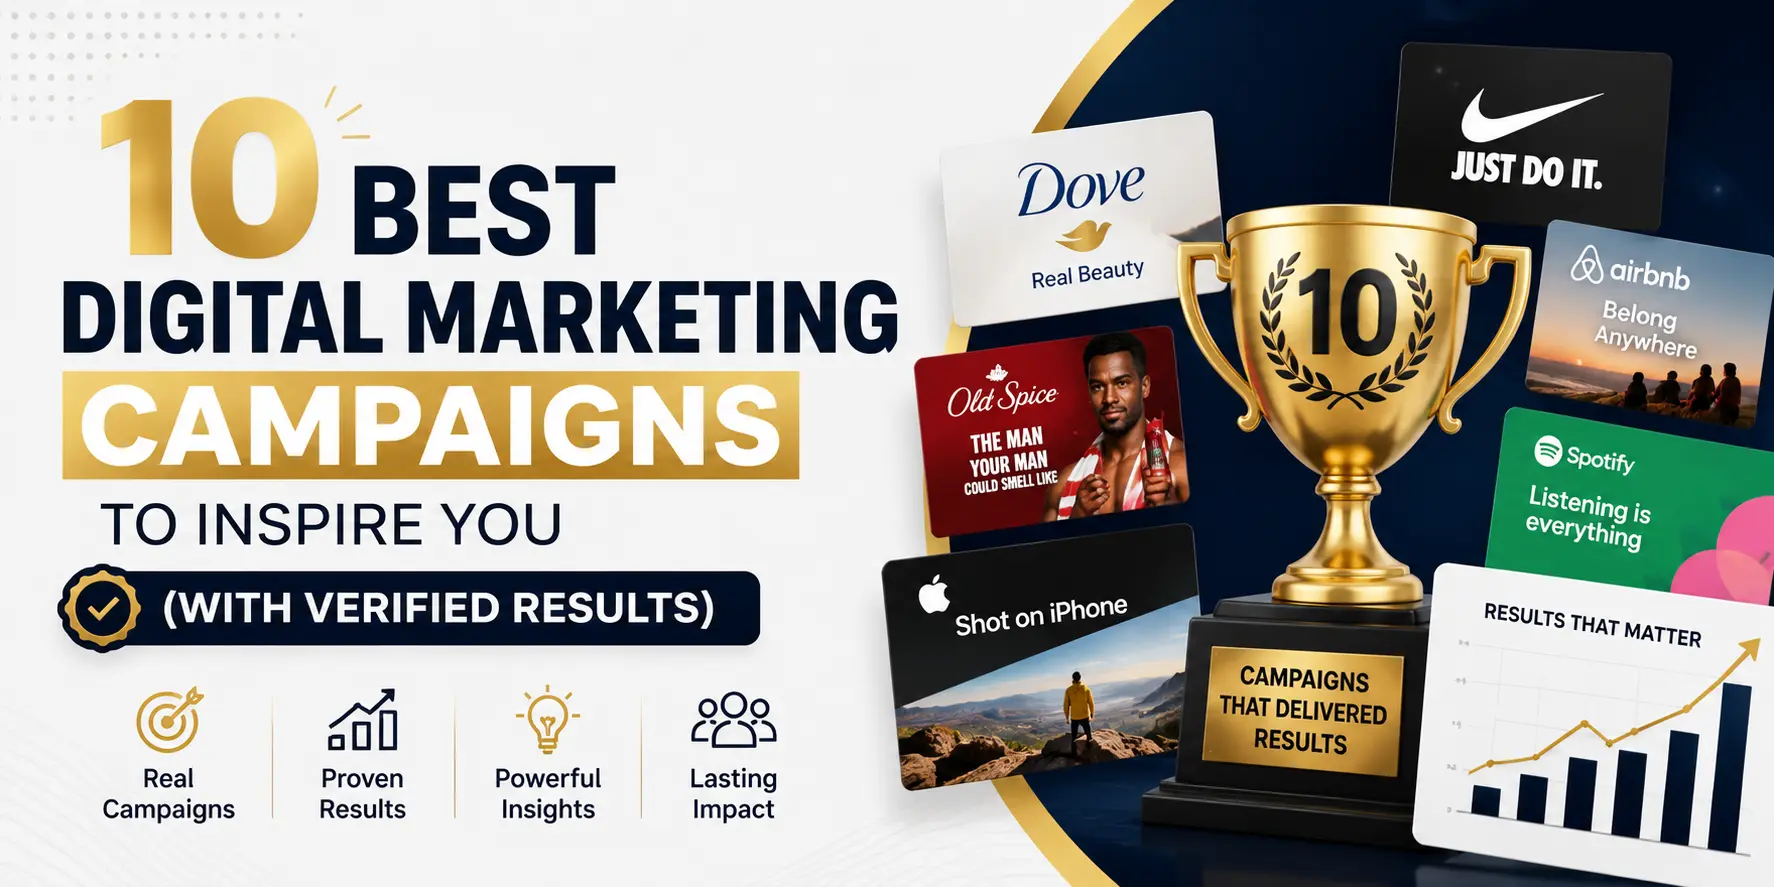 10 BEST
DIGITAL MARKETING
CAMPAIGNS
TO INSPIRE YOU
(WITH VERIFIED RESULTS)
Real
Campaigns
Proven
Results
Powerful
Insights
Lasting
Impact
Dove
Real Beauty
JUST DO IT.
airbnb
Belong
Anywhere
Old Spice
THE MAN
YOUR MAN
COULD SMELL LIKE
Spotify
Listening is
everything
Shot on iPhone
10
CAMPAIGNS
THAT DELIVERED
RESULTS
RESULTS THAT MATTER